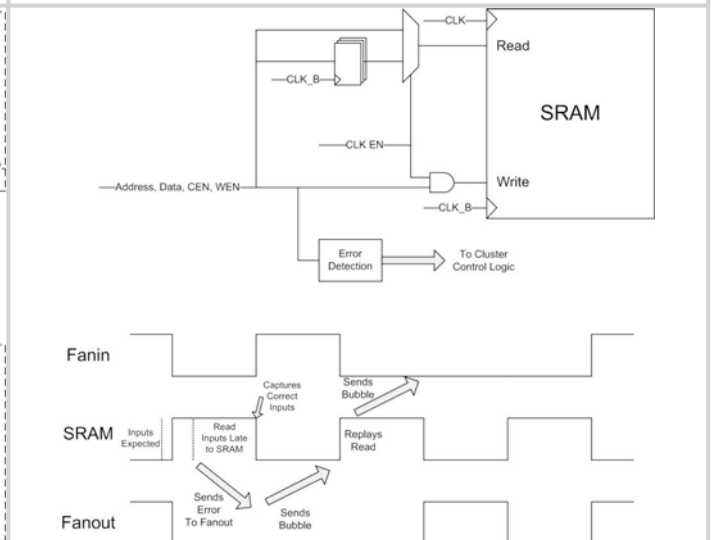 CLK
Read
CLK_B
SRAM
CLK EN
Write
Address, Data, CEN, WEN
CLK_B
Error
Detection
To Cluster
Control Logic
Fanin
Captures
Correct
Inputs
Sends
Bubble
SRAM
Inputs
Expected
Read
Inputs Late
to SRAM
Replays
Read
Sends
Error
To Fanout
Sends
Bubble
Fanout